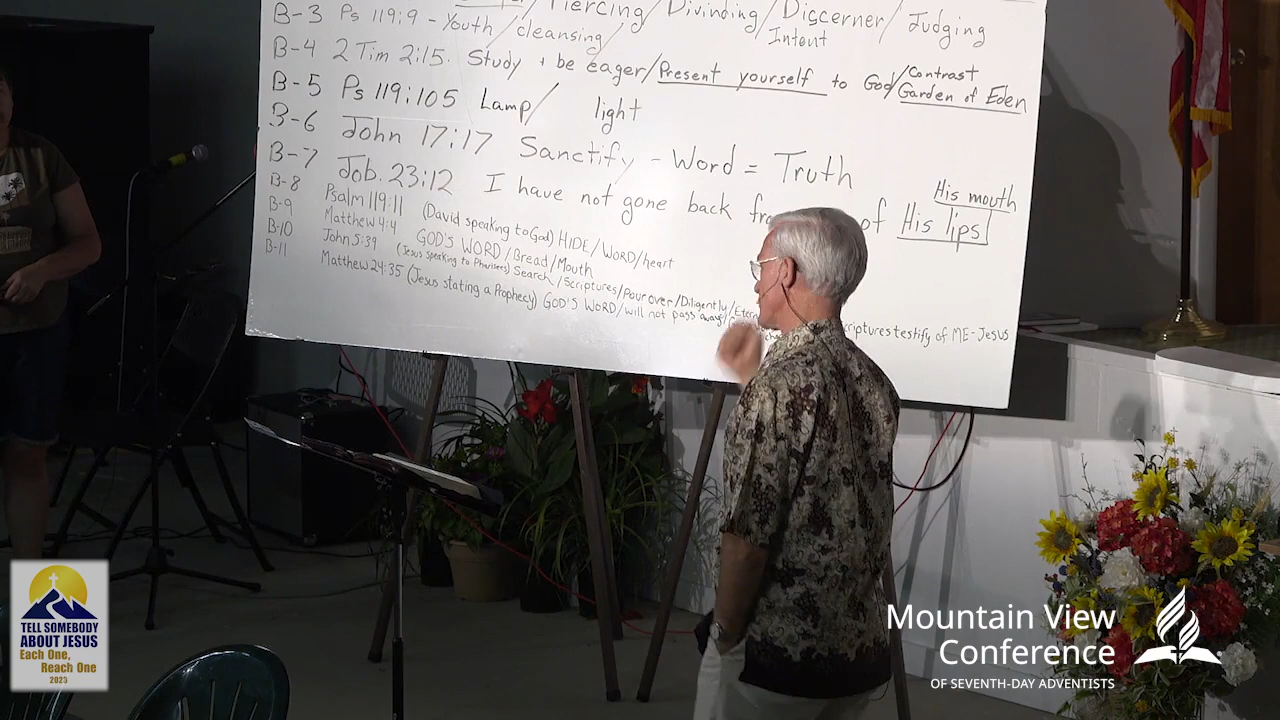 Piercing / Divinding / Discerner / Judging
Intent
B-3 Ps 119:9 - Youth / cleansing /
B-4 2 Tim 2:15. Study + be eager / Present yourself to God / Contrast
Garden of Eden
B-5 Ps 119:105 Lamp / light
B-6 John 17:17 Sanctify - Word = Truth
B-7 Job. 23:12 I have not gone back of His lips
His mouth
B-8 Psalm 119:11 (David speaking to God) HIDE / WORD / heart
B-9 Matthew 4:4 GOD'S WORD / Bread / Mouth
B-10 John 5:39 (Jesus speaking to Pharisees) Search / Scriptures / Pour over / Diligently / testify of ME - Jesus
B-11 Matthew 24:35 (Jesus stating a Prophecy) GOD'S WORD / will not pass away /
TELL SOMEBODY
ABOUT JESUS
Each One,
Reach One
2023
Mountain View
Conference
OF SEVENTH-DAY ADVENTISTS